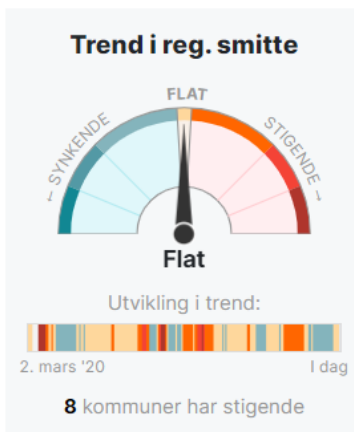 Trend i reg. smitte
FLAT
← SYNKENDE
STIGENDE →
Flat
Utvikling i trend:
2. mars '20
I dag
8 kommuner har stigende